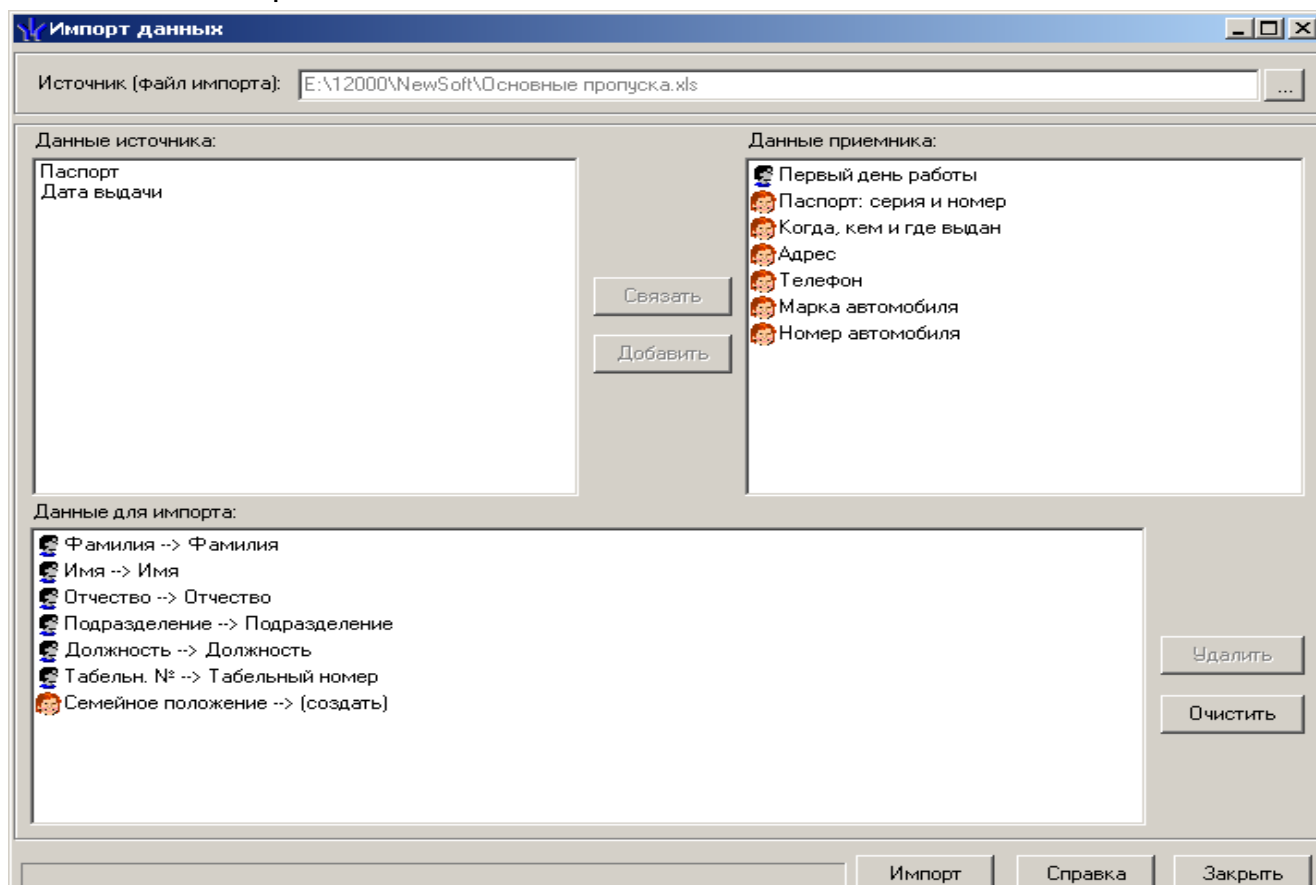 Импорт данных
Источник (файл импорта): E:\12000\NewSoft\Основные пропуска.xls ...
Данные источника:
Паспорт
Дата выдачи
Связать
Добавить
Данные приемника:
Первый день работы
Паспорт: серия и номер
Когда, кем и где выдан
Адрес
Телефон
Марка автомобиля
Номер автомобиля
Данные для импорта:
Фамилия --> Фамилия
Имя --> Имя
Отчество --> Отчество
Подразделение --> Подразделение
Должность --> Должность
Табельн. № --> Табельный номер
Семейное положение --> (создать)
Удалить
Очистить
Импорт Справка Закрыть